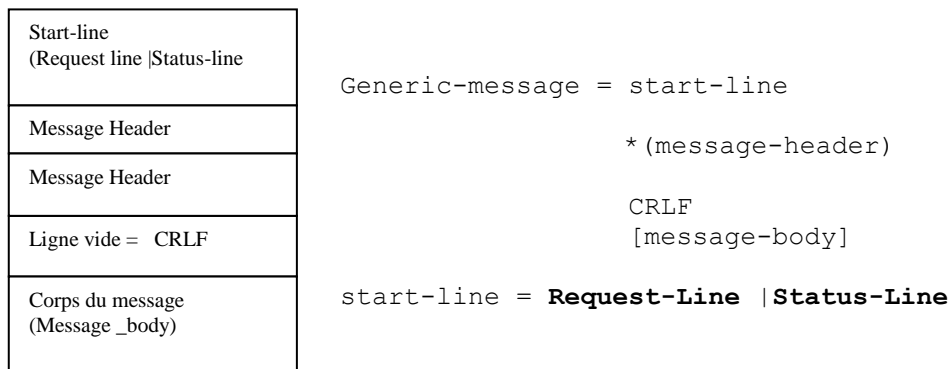 Start-line
(Request line |Status-line
Message Header
Message Header
Ligne vide = CRLF
Corps du message
(Message _body)
Generic-message = start-line
*(message-header)
CRLF
[message-body]
start-line = Request-Line |Status-Line